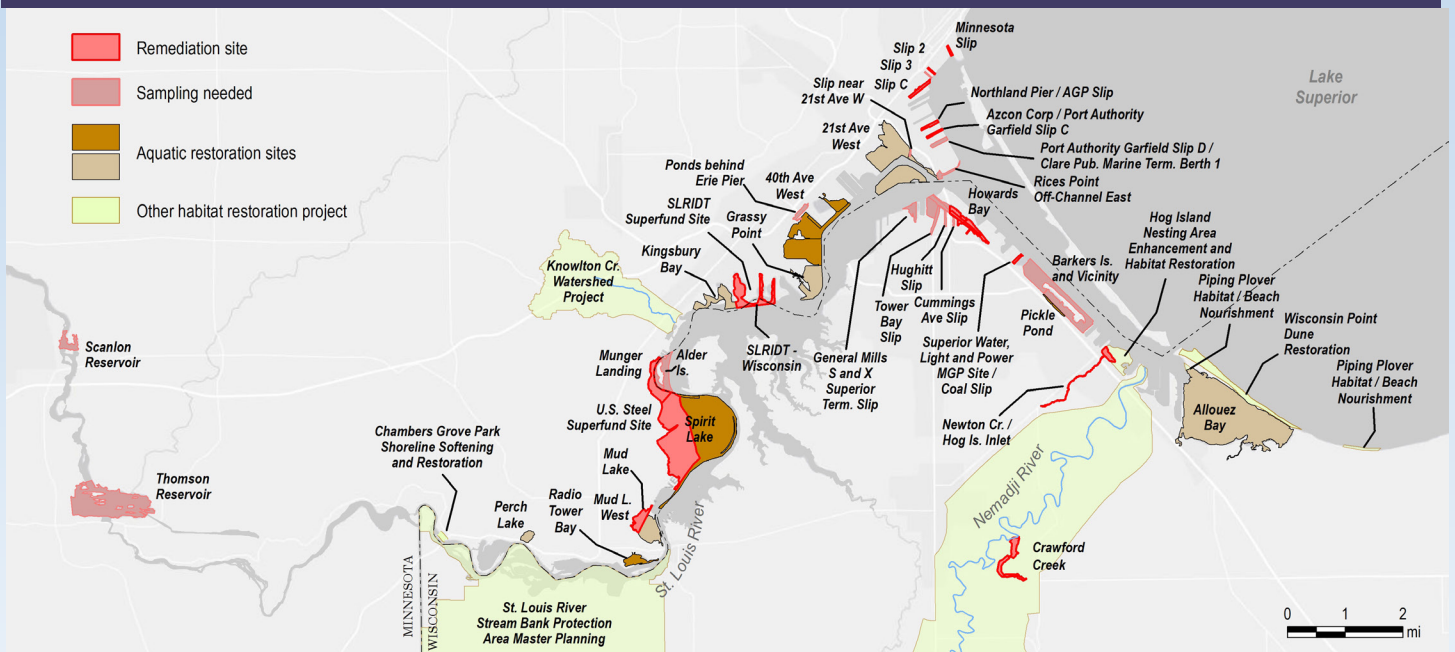 Remediation site
Sampling needed
Aquatic restoration sites
Other habitat restoration project
Minnesota
Slip
Slip 2
Slip 3
Slip C
Slip near
21st Ave W
21st Ave
West
Northland Pier / AGP Slip
Azcon Corp / Port Authority
Garfield Slip C
Port Authority Garfield Slip D /
Clare Pub. Marine Term. Berth 1
Rices Point
Off-Channel East
Lake
Superior
Ponds behind
Erie Pier
40th Ave
West
SLRIDT
Superfund Site
Grassy
Point
Kingsbury
Bay
Knowlton Cr.
Watershed
Project
Howards
Bay
Hog Island
Nesting Area
Enhancement and
Habitat Restoration
Barkers Is.
and Vicinity
Piping Plover
Habitat / Beach
Nourishment
Wisconsin Point
Dune
Restoration
Piping Plover
Habitat / Beach
Nourishment
Hughitt
Slip
Tower
Bay
Slip
Cummings
Ave Slip
Pickle
Pond
General Mills
S and X
Superior
Term. Slip
Superior Water,
Light and Power
MGP Site /
Coal Slip
SLRIDT -
Wisconsin
Scanlon
Reservoir
Munger
Landing
Alder
Is.
U.S. Steel
Superfund Site
Spirit
Lake
Newton Cr. /
Hog Is. Inlet
Allouez
Bay
Chambers Grove Park
Shoreline Softening
and Restoration
Mud
Lake
Thomson
Reservoir
Perch
Lake
Radio
Tower
Bay
Mud L.
West
St. Louis River
Nemadji River
Crawford
Creek
MINNESOTA
WISCONSIN
St. Louis River
Stream Bank Protection
Area Master Planning
0 1 2
mi